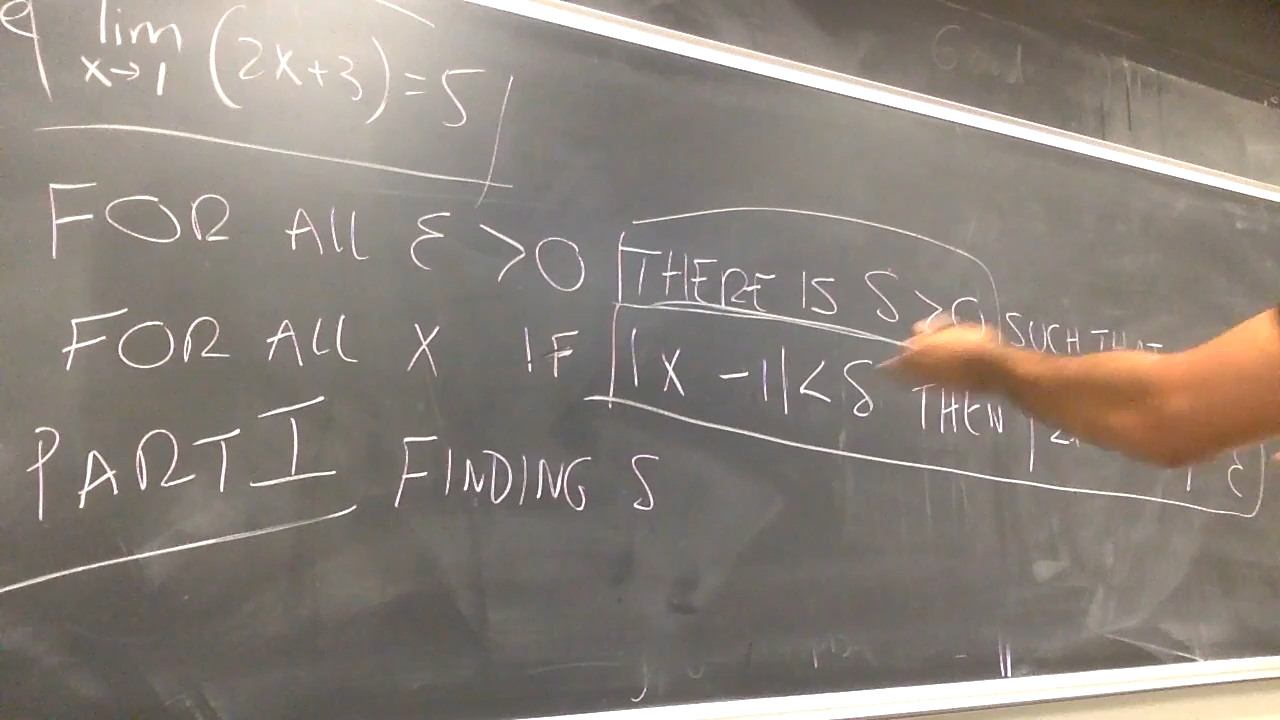 lim
x→1 (2x+3)=5
FOR ALL ε >0 THERE IS δ >0 SUCH THAT
FOR ALL X IF |x -1|<δ THEN |2 ε
PART I FINDING δ